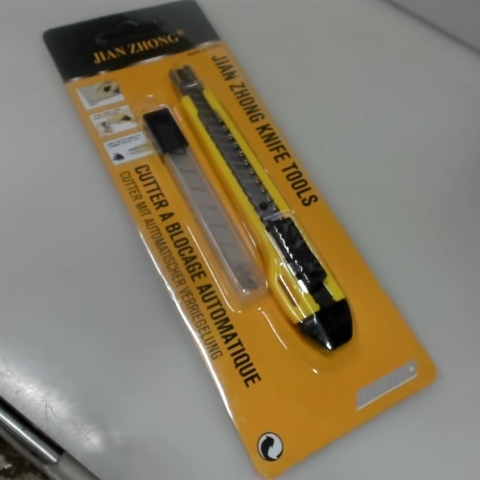 JIAN ZHONG®
JIAN ZHONG KNIFE TOOLS
CUTTER A BLOCAGE AUTOMATIQUE
CUTTER MIT AUTOMATISCHER VERRIEGELUNG